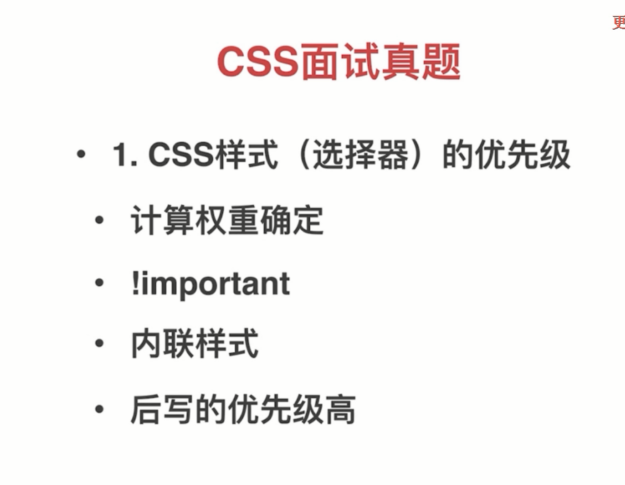 更
CSS面试真题
• 1. CSS样式（选择器）的优先级
• 计算权重确定
• !important
• 内联样式
• 后写的优先级高